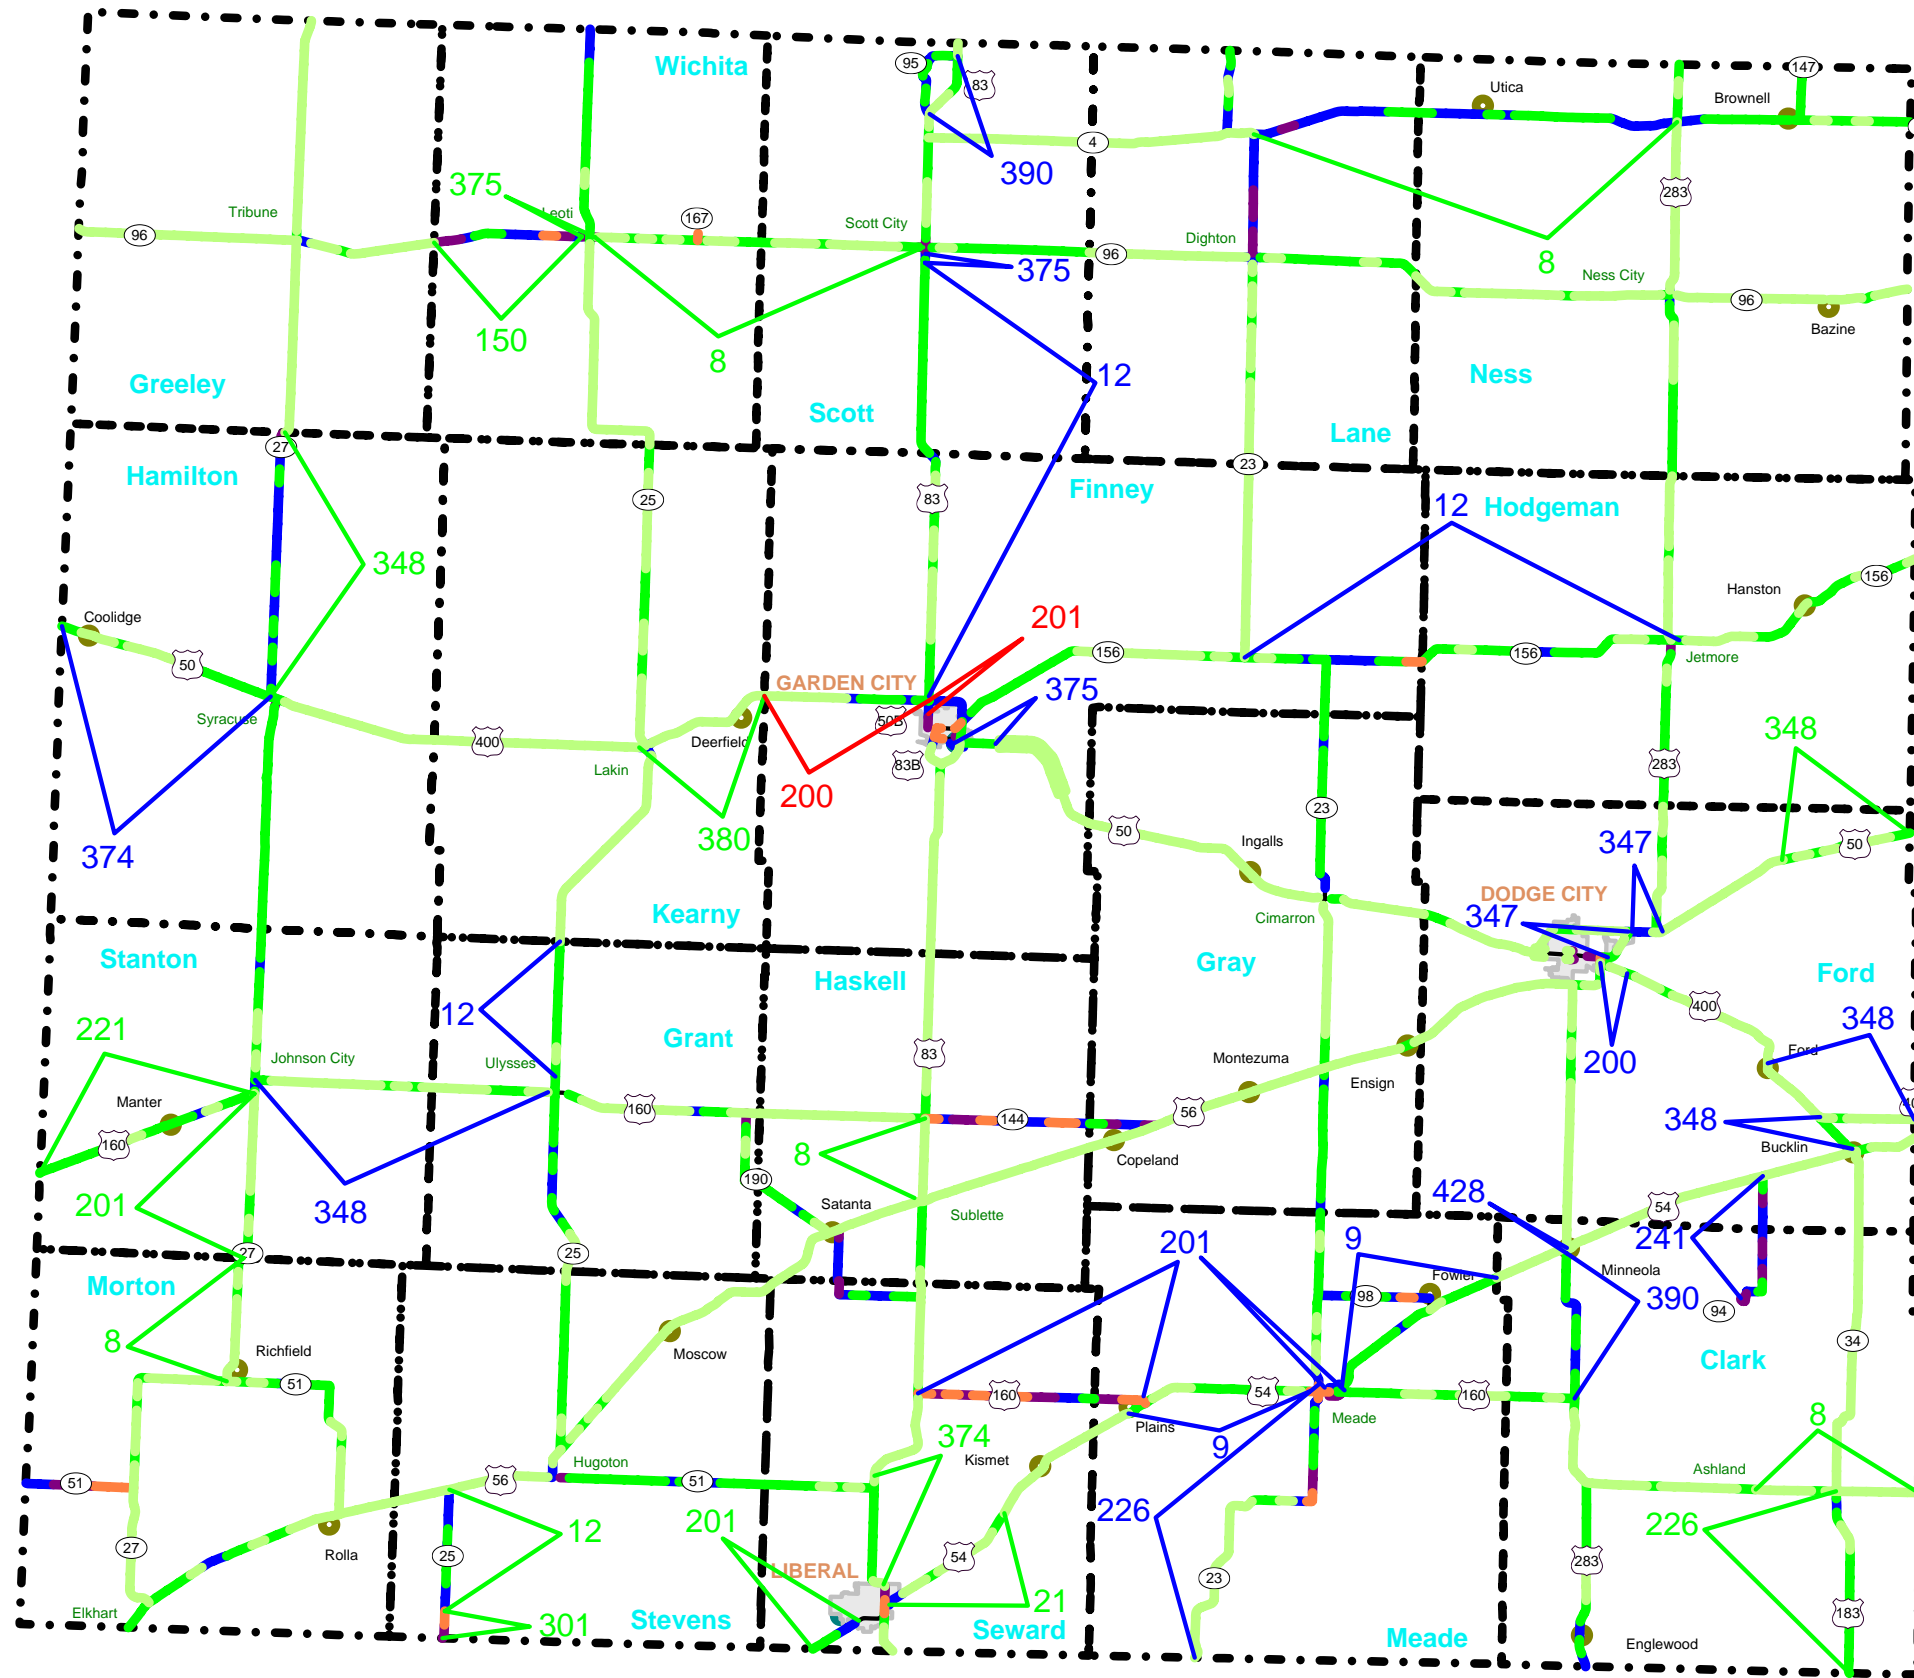 Wichita
95
83
Utica
147
Brownell
4
390
283
375
Leoti
167
Tribune
96
Scott City
Dighton
96
375
8
Ness City
96
Bazine
150
8
12
Greeley
Scott
Ness
Lane
27
Hamilton
25
83
23
Finney
12
Hodgeman
348
156
Hanston
Coolidge
50
201
156
156
Jetmore
GARDEN CITY
375
Syracuse
400
Deerfield
50B
Lakin
83B
283
348
200
23
374
380
50
Ingalls
347
50
DODGE CITY
Kearny
347
Cimarron
Stanton
Haskell
Gray
Ford
400
12
221
Grant
83
348
Johnson City
Ulysses
Montezuma
Ensign
200
Ford
Manter
160
160
144
56
348
40
8
Copeland
Bucklin
190
201
348
Satanta
Sublette
428
54
27
25
201
9
241
Minneola
Morton
Fowler
98
390
94
8
Richfield
Moscow
34
51
Clark
160
54
160
Meade
Plains
9
8
374
Kismet
Hugoton
51
56
51
Ashland
226
12
201
226
27
Rolla
25
54
LIBERAL
23
283
21
Elkhart
301
Stevens
Seward
Meade
Englewood
183